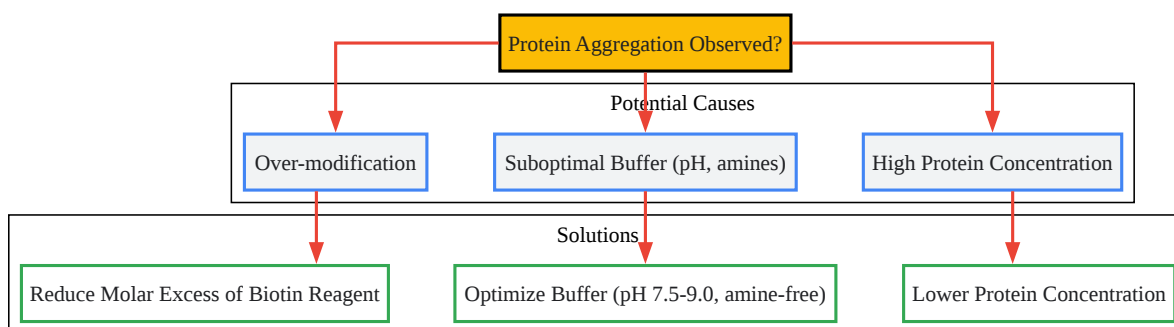 Protein Aggregation Observed?
Potential Causes
Over-modification
Suboptimal Buffer (pH, amines)
High Protein Concentration
Solutions
Reduce Molar Excess of Biotin Reagent
Optimize Buffer (pH 7.5-9.0, amine-free)
Lower Protein Concentration